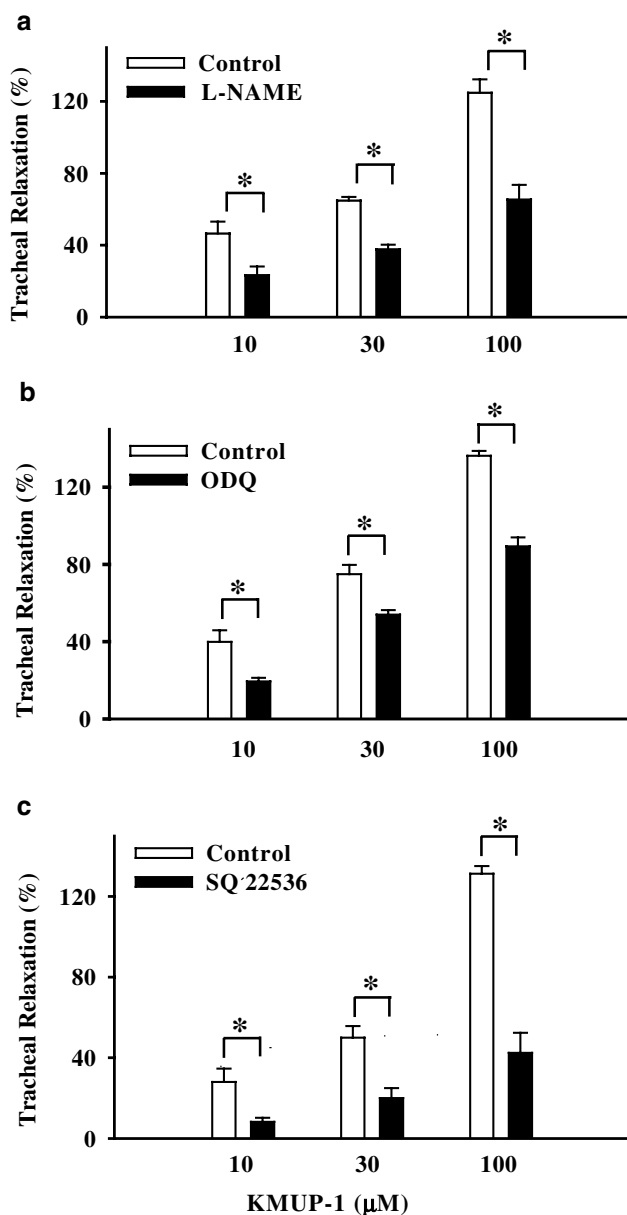 a
Tracheal Relaxation (%)
120
80
40
0
Control
L-NAME
*
*
*
10 30 100
b
Tracheal Relaxation (%)
120
80
40
0
Control
ODQ
*
*
*
10 30 100
c
Tracheal Relaxation (%)
120
80
40
0
Control
SQ 22536
*
*
*
10 30 100
KMUP-1 (μM)